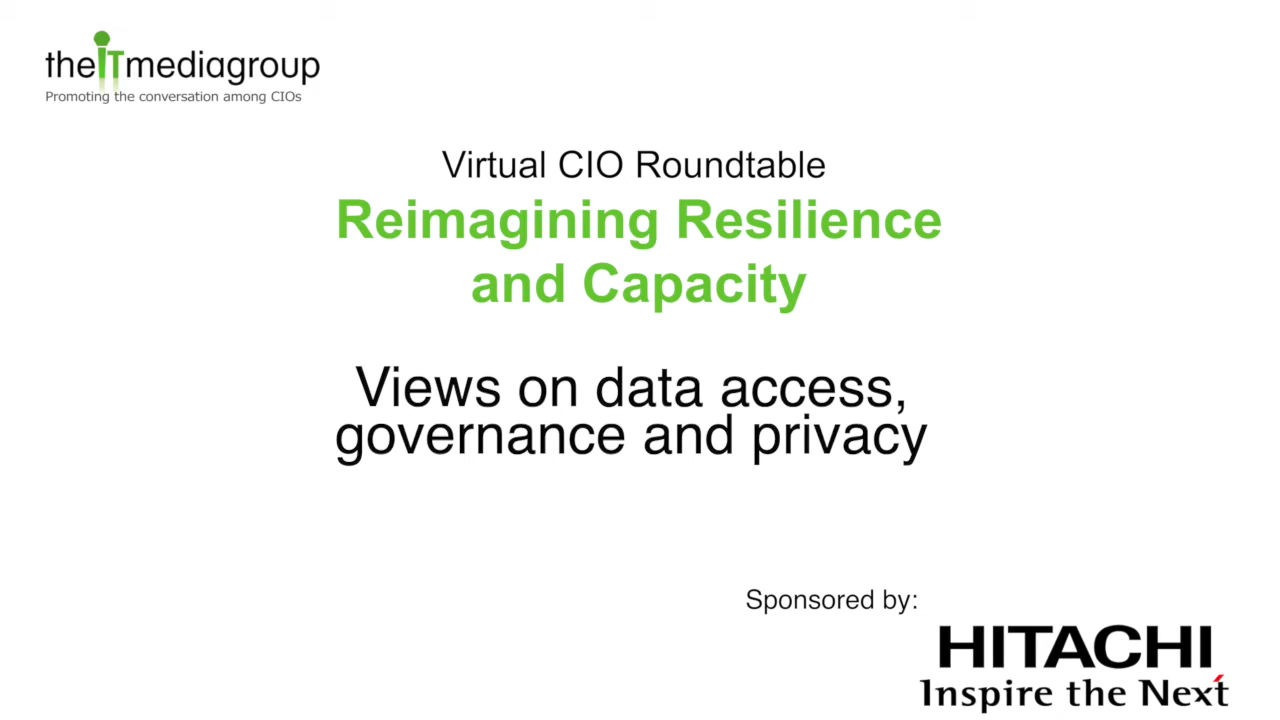 theITmediagroup
Promoting the conversation among CIOs
Virtual CIO Roundtable
Reimagining Resilience
and Capacity
Views on data access,
governance and privacy
Sponsored by:
HITACHI
Inspire the Next